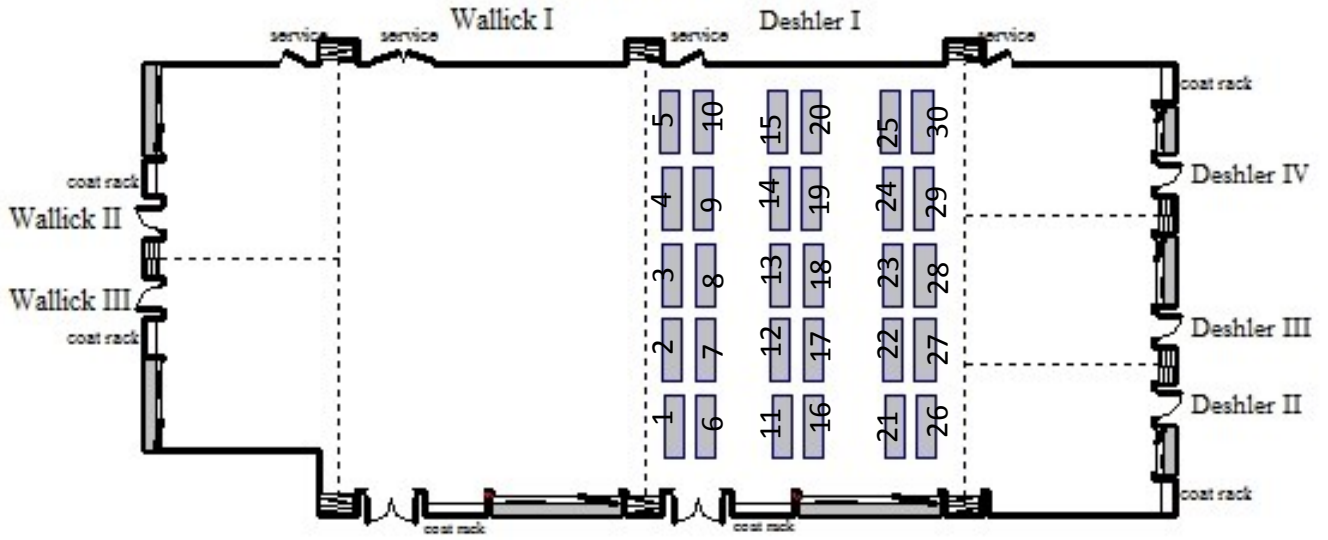 Wallick I
Deshler I
service
service
service
service
coat rack
5 10 15 20 25 30
coat rack
Deshler IV
Wallick II
4 9 14 19 24 29
3 8 13 18 23 28
Wallick III
coat rack
Deshler III
2 7 12 17 22 27
Deshler II
1 6 11 16 21 26
coat rack
coat rack
coat rack